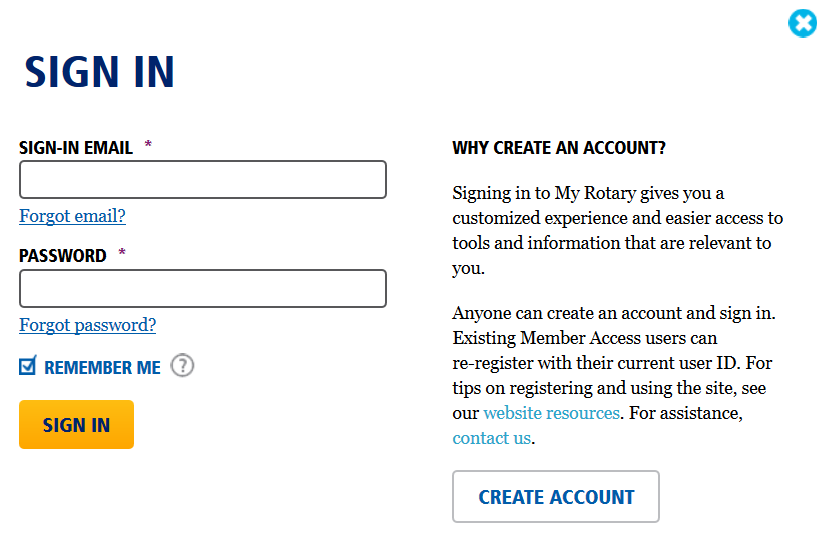 SIGN IN
SIGN-IN EMAIL *
Forgot email?
PASSWORD *
Forgot password?
REMEMBER ME ?
SIGN IN
WHY CREATE AN ACCOUNT?
Signing in to My Rotary gives you a
customized experience and easier access to
tools and information that are relevant to
you.
Anyone can create an account and sign in.
Existing Member Access users can
re-register with their current user ID. For
tips on registering and using the site, see
our website resources. For assistance,
contact us.
CREATE ACCOUNT